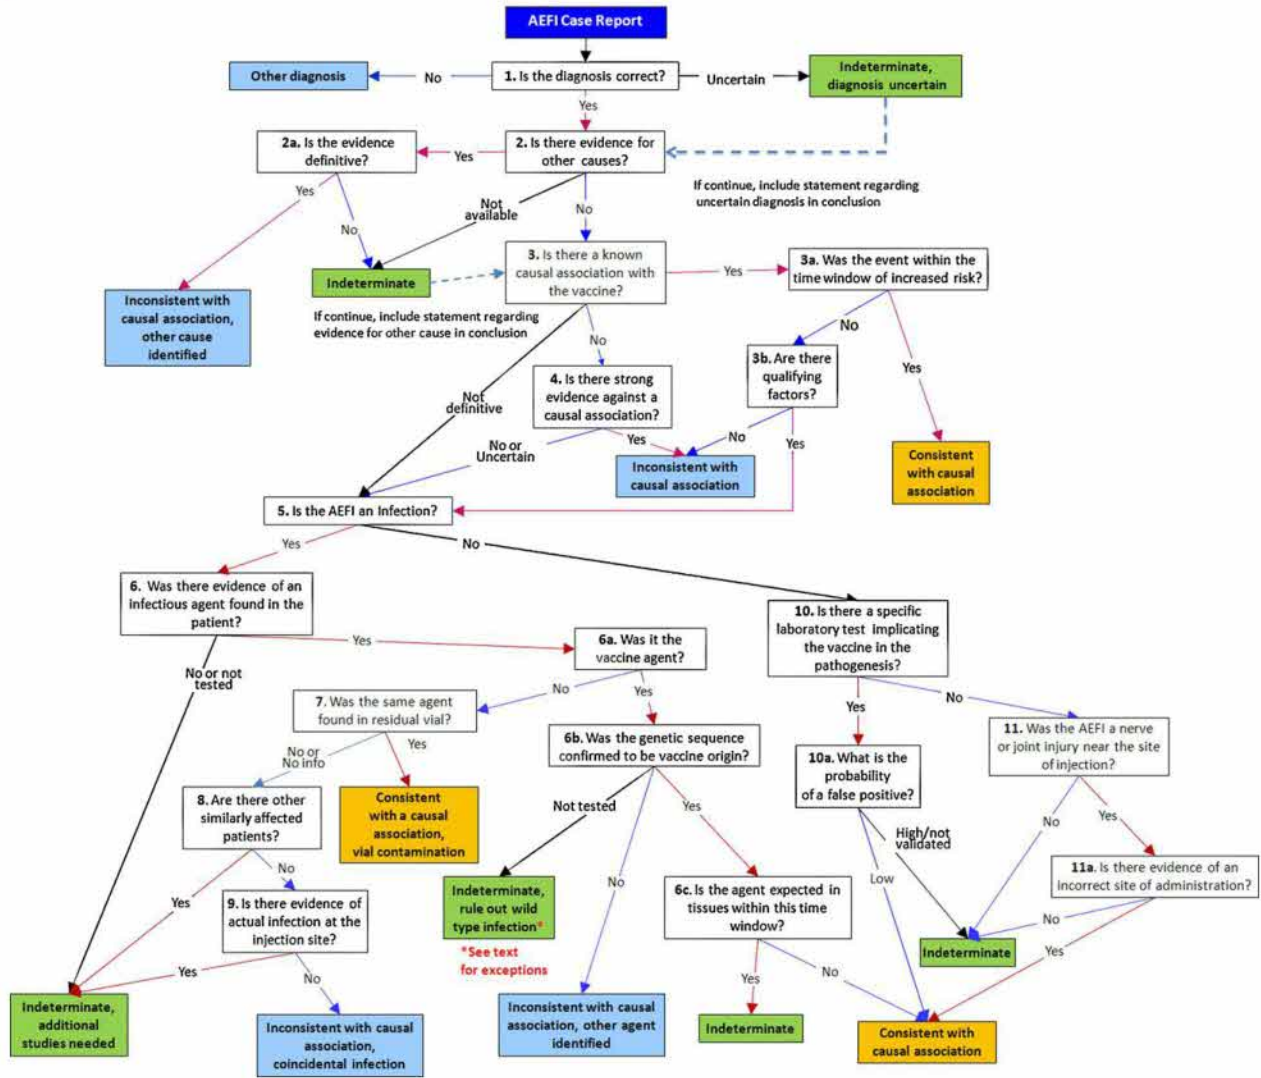 AEFI Case Report
Other diagnosis
No
1. Is the diagnosis correct?
Uncertain
Indeterminate,
diagnosis uncertain
Yes
2a. Is the evidence
definitive?
Yes
2. Is there evidence for
other causes?
If continue, include statement regarding
uncertain diagnosis in conclusion
Yes
No
Not
available
No
Indeterminate
3. Is there a known
causal association with
the vaccine?
Yes
3a. Was the event within the
time window of increased risk?
Inconsistent with
causal association,
other cause
identified
If continue, include statement regarding
evidence for other cause in conclusion
No
No
Yes
3b. Are there
qualifying
factors?
4. Is there strong
evidence against a
causal association?
Not
definitive
No or
Uncertain
Yes
No
Yes
Inconsistent with
causal association
Consistent
with causal
association
5. Is the AEFI an Infection?
Yes
No
6. Was there evidence of an
infectious agent found in the
patient?
Yes
6a. Was it the
vaccine agent?
10. Is there a specific
laboratory test implicating
the vaccine in the
pathogenesis?
No or not
tested
No
Yes
Yes
No
7. Was the same agent
found in residual vial?
6b. Was the genetic sequence
confirmed to be vaccine origin?
10a. What is the
probability
of a false positive?
11. Was the AEFI a nerve
or joint injury near the site
of injection?
No or
No info
Yes
8. Are there other
similarly affected
patients?
Consistent
with a causal
association,
vial contamination
Not tested
Yes
No
High/not
validated
Low
No
Yes
11a. Is there evidence of an
incorrect site of administration?
Yes
No
9. Is there evidence of
actual infection at the
injection site?
Indeterminate,
rule out wild
type infection*
*See text
for exceptions
6c. Is the agent expected in
tissues within this time
window?
No
Yes
Indeterminate
Yes
No
Yes
No
Indeterminate,
additional
studies needed
Inconsistent with causal
association,
coincidental infection
Inconsistent with causal
association, other agent
identified
Indeterminate
Consistent with
causal association